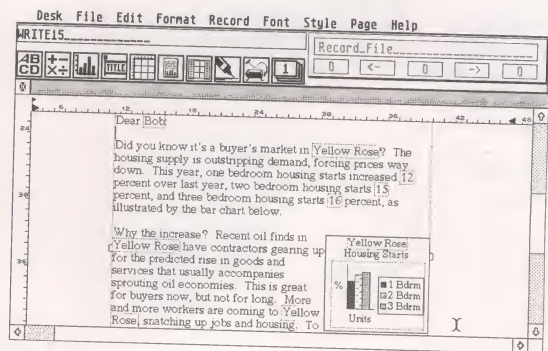 Desk File Edit Format Record Font Style Page Help
WRITE15
Record_File
AB
CD
TITLE
1
0 <- 0 -> 0
6 12 18 24 30 36 42 48
24
Dear Bob:
Did you know it's a buyer's market in Yellow Rose? The
housing supply is outstripping demand, forcing prices way
down. This year, one bedroom housing starts increased 12
percent over last year, two bedroom housing starts 15
30
percent, and three bedroom housing starts 16 percent, as
illustrated by the bar chart below.
Why the increase? Recent oil finds in
Yellow Rose have contractors gearing up
36
for the predicted rise in goods and
services that usually accompanies
sprouting oil economies. This is great
for buyers now, but not for long. More
and more workers are coming to Yellow
Rose, snatching up jobs and housing. To
Yellow Rose
Housing Starts
%
1 Bdrm
2 Bdrm
3 Bdrm
Units